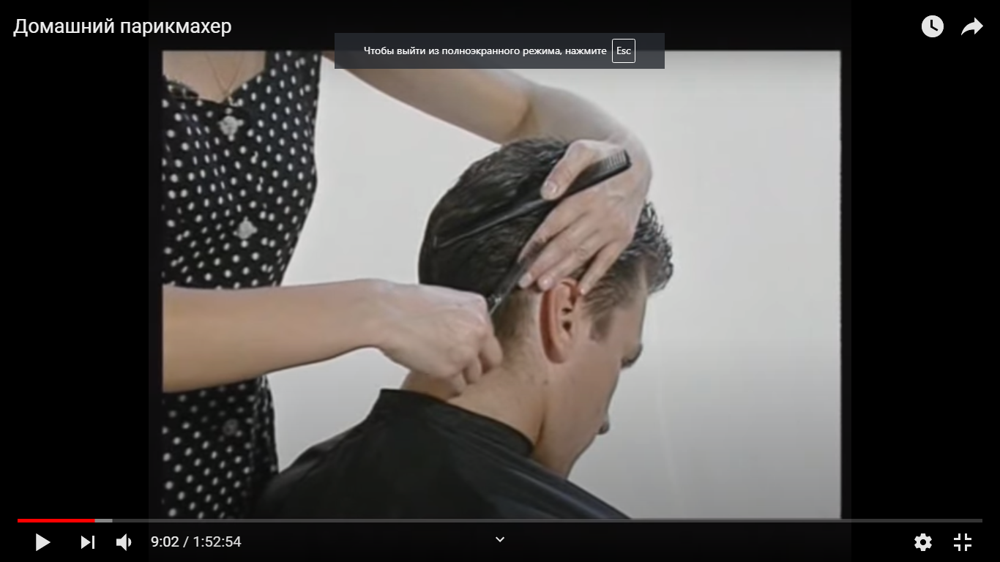 Домашний парикмахер
Чтобы выйти из полноэкранного режима, нажмите Esc
9:02 / 1:52:54